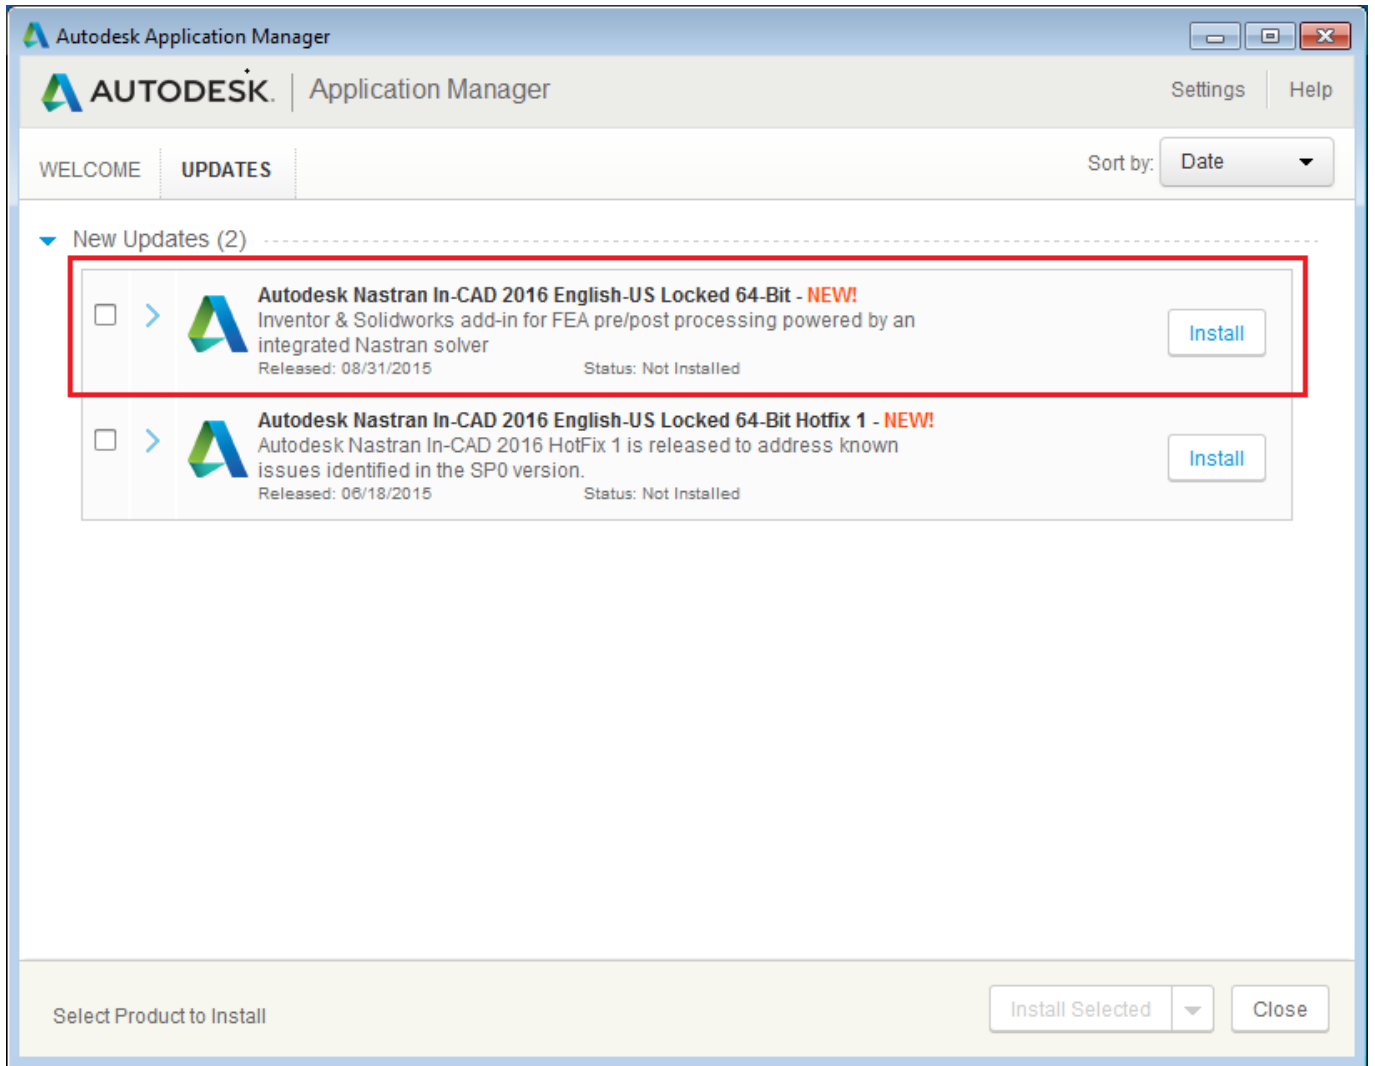 Autodesk Application Manager
AUTODESK. Application Manager
Settings Help
WELCOME UPDATES Sort by: Date
New Updates (2)
Autodesk Nastran In-CAD 2016 English-US Locked 64-Bit - NEW!
Inventor & Solidworks add-in for FEA pre/post processing powered by an
integrated Nastran solver
Released: 08/31/2015 Status: Not Installed
Install
Autodesk Nastran In-CAD 2016 English-US Locked 64-Bit Hotfix 1 - NEW!
Autodesk Nastran In-CAD 2016 HotFix 1 is released to address known
issues identified in the SP0 version.
Released: 06/18/2015 Status: Not Installed
Install
Select Product to Install
Install Selected Close